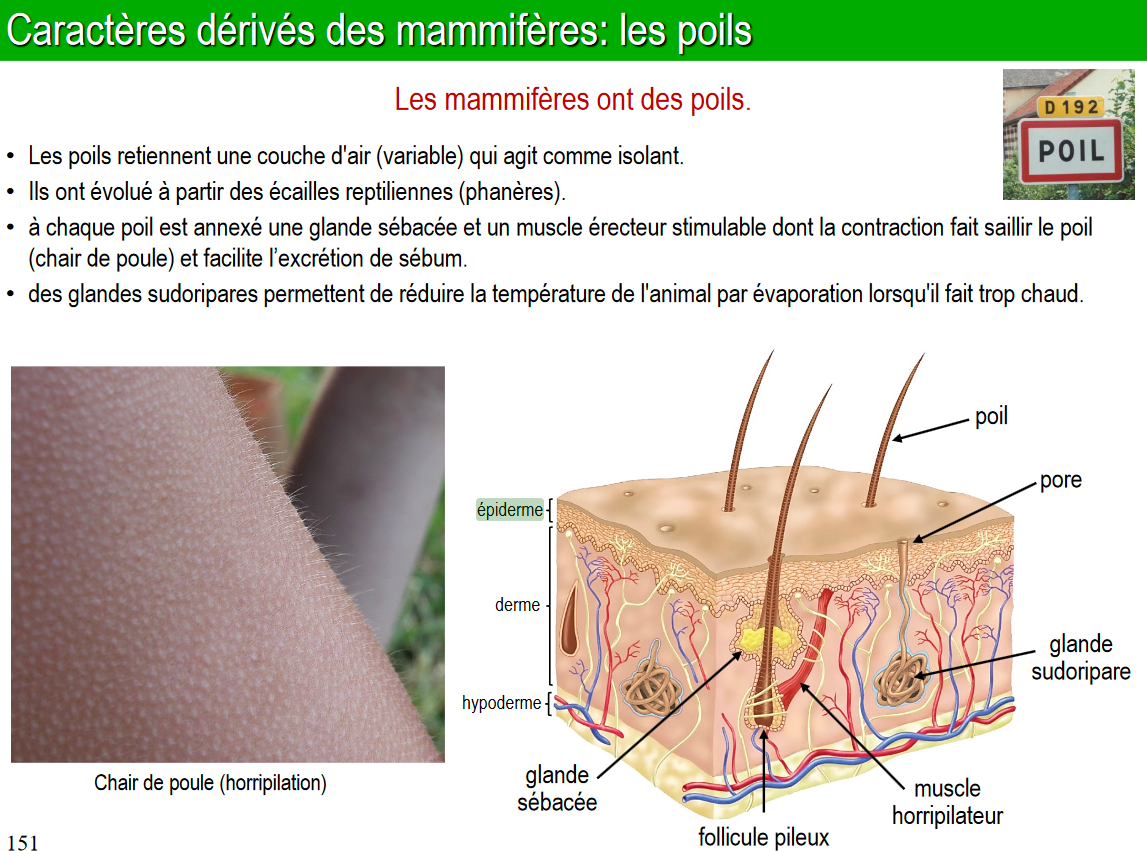 Caractères dérivés des mammifères: les poils
Les mammifères ont des poils.
D 192
POIL
• Les poils retiennent une couche d'air (variable) qui agit comme isolant.
• Ils ont évolué à partir des écailles reptiliennes (phanères).
• à chaque poil est annexé une glande sébacée et un muscle érecteur stimulable dont la contraction fait saillir le poil
(chair de poule) et facilite l’excrétion de sébum.
• des glandes sudoripares permettent de réduire la température de l'animal par évaporation lorsqu'il fait trop chaud.
poil
pore
épiderme
derme
glande
sudoripare
hypoderme
glande
sébacée
muscle
horripilateur
follicule pileux
Chair de poule (horripilation)
151